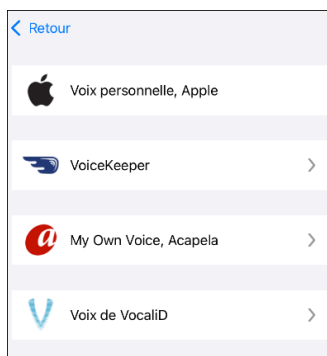 Retour
Voix personnelle, Apple
VoiceKeeper
My Own Voice, Acapela
Voix de VocaliD